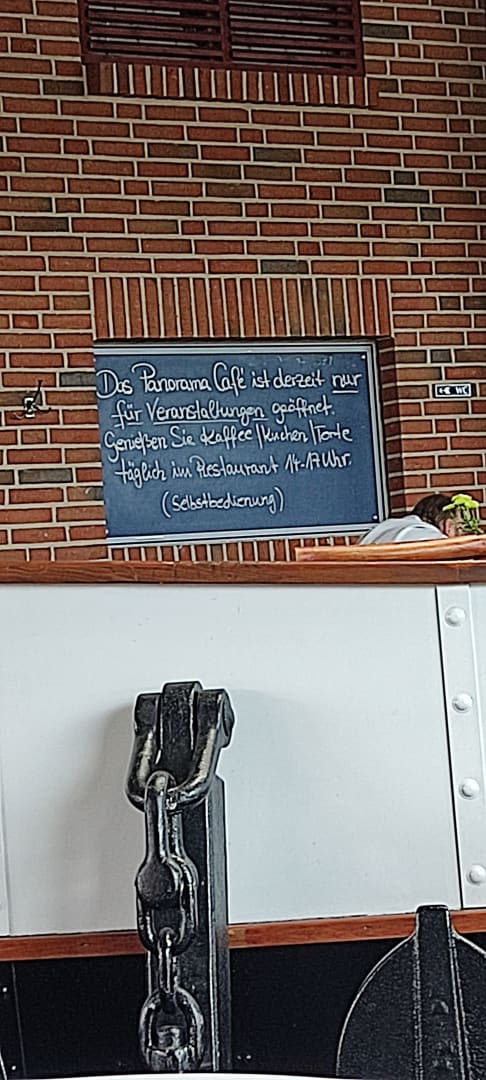 Das Panorama Café ist derzeit nur
für Veranstaltungen geöffnet.
Genießen Sie Kaffee/Kuchen/Torte
täglich im Restaurant 14-17 Uhr.
(Selbstbedienung)
WC